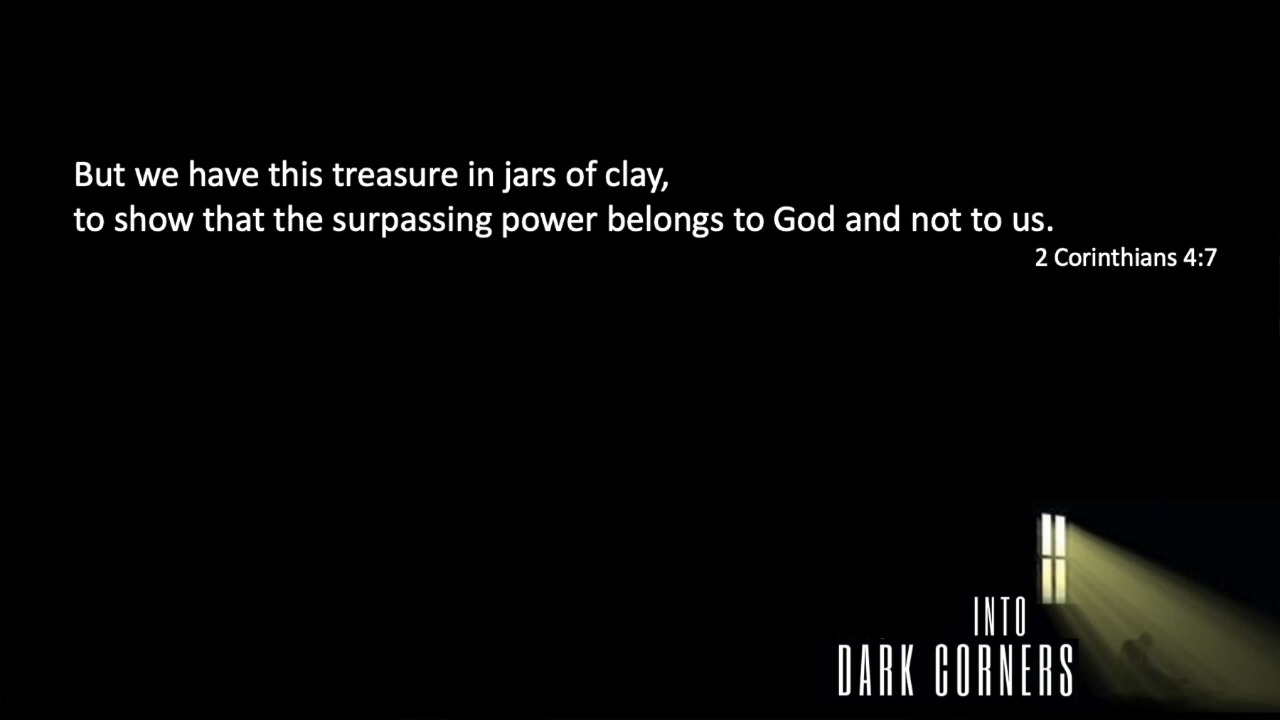 But we have this treasure in jars of clay,
to show that the surpassing power belongs to God and not to us.
2 Corinthians 4:7
INTO
DARK CORNERS